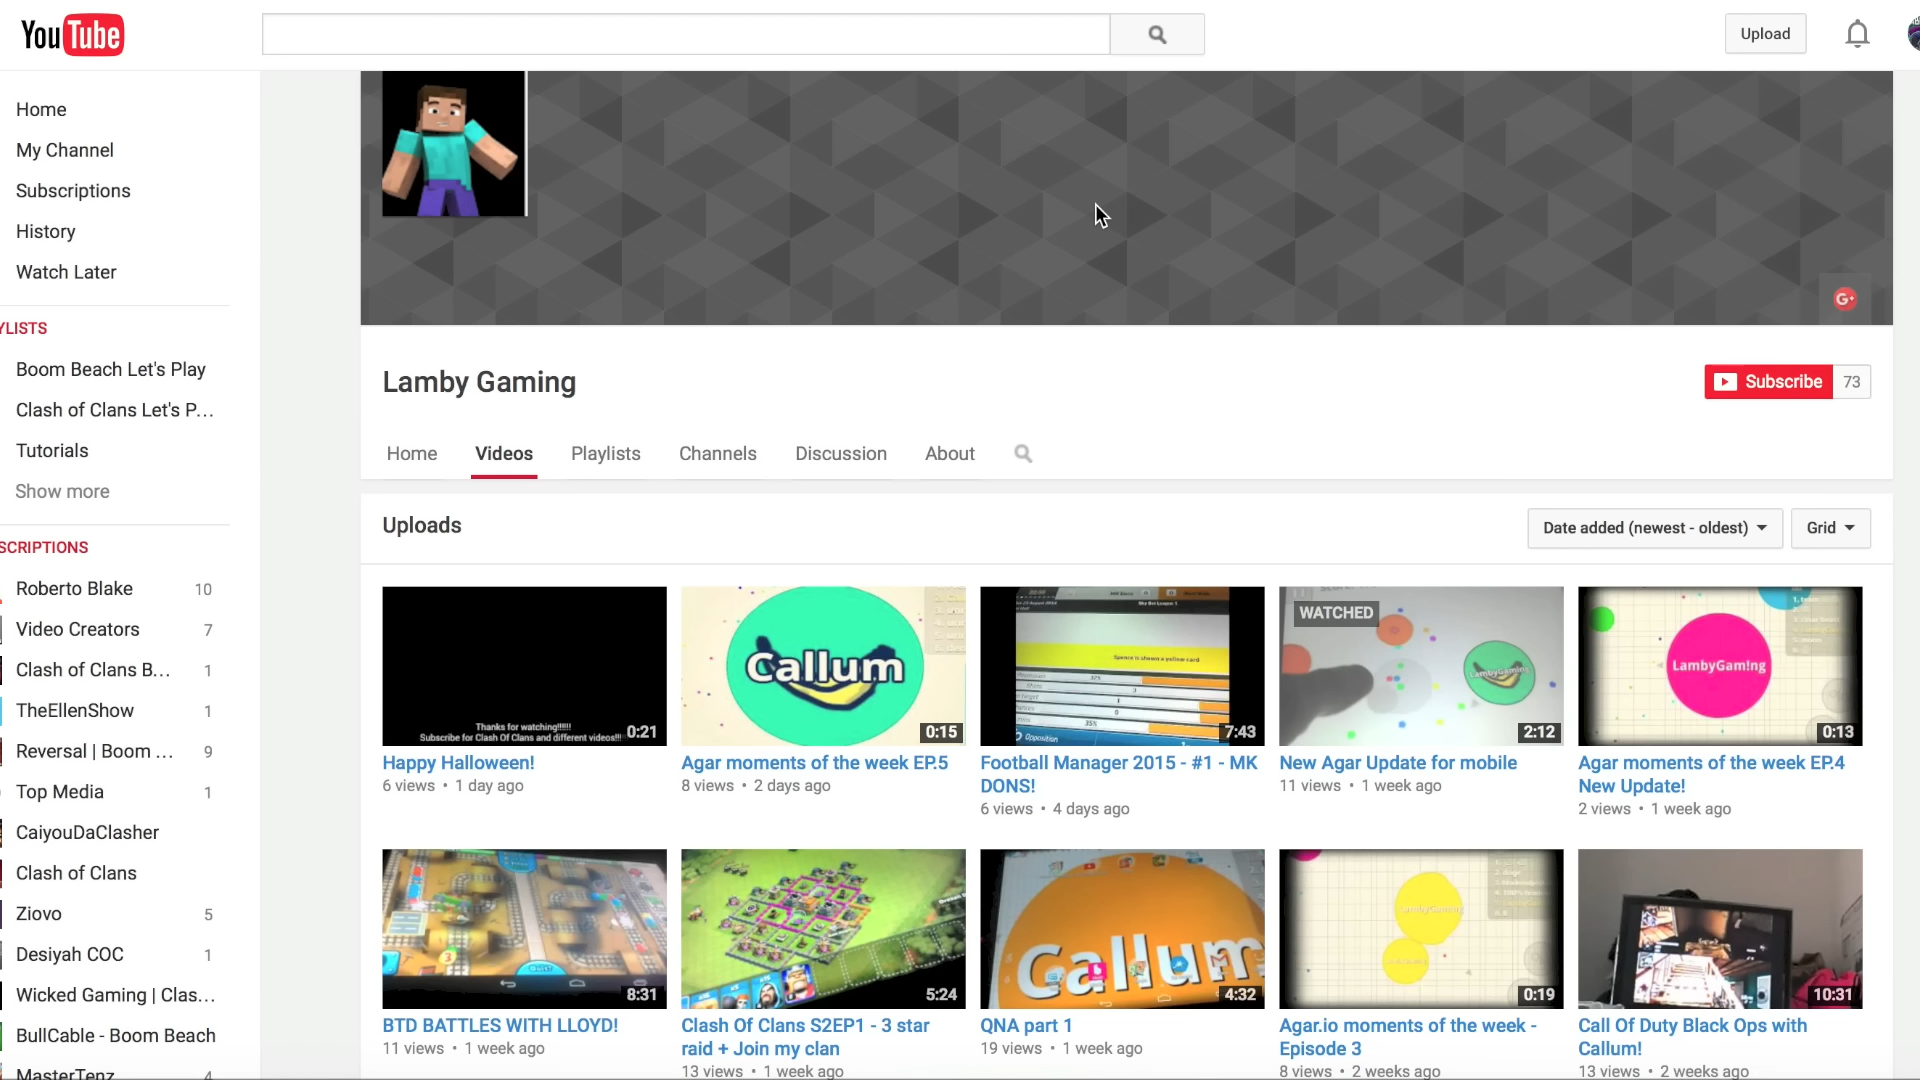 YouTube
Upload
Home
My Channel
Subscriptions
History
Watch Later
YLISTS
Boom Beach Let's Play
Clash of Clans Let's P...
Tutorials
Show more
SCRIPTIONS
Roberto Blake 10
Video Creators 7
Clash of Clans B... 1
TheEllenShow 1
Reversal | Boom ... 9
Top Media 1
CaiyouDaClasher
Clash of Clans
Ziovo 5
Desiyah COC 1
Wicked Gaming | Clas...
BullCable - Boom Beach
MasterTenz 4
G+
Lamby Gaming
Subscribe 73
Home Videos Playlists Channels Discussion About
Uploads
Date added (newest - oldest) Grid
Thanks for watching!!!!!!
Subscribe for Clash Of Clans and different videos!!!
0:21
Happy Halloween!
6 views • 1 day ago
Callum
0:15
Agar moments of the week EP.5
8 views • 2 days ago
Spence is shown a yellow card
Opposition
7:43
Football Manager 2015 - #1 - MK
DONS!
6 views • 4 days ago
WATCHED
LambyGaming
2:12
New Agar Update for mobile
11 views • 1 week ago
LambyGam!ng
0:13
Agar moments of the week EP.4
New Update!
2 views • 1 week ago
8:31
BTD BATTLES WITH LLOYD!
11 views • 1 week ago
5:24
Clash Of Clans S2EP1 - 3 star
raid + Join my clan
13 views • 1 week ago
Callum
4:32
QNA part 1
19 views • 1 week ago
0:19
Agar.io moments of the week -
Episode 3
8 views • 2 weeks ago
10:31
Call Of Duty Black Ops with
Callum!
13 views • 2 weeks ago